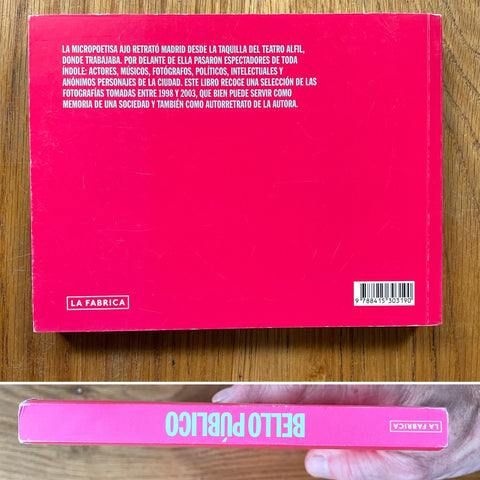 LA MICROPOETISA AJO RETRATÓ MADRID DESDE LA TAQUILLA DEL TEATRO ALFIL,
DONDE TRABAJABA. POR DELANTE DE ELLA PASARON ESPECTADORES DE TODA
ÍNDOLE: ACTORES, MÚSICOS, FOTÓGRAFOS, POLÍTICOS, INTELECTUALES Y
ANÓNIMOS PERSONAJES DE LA CIUDAD. ESTE LIBRO RECOGE UNA SELECCIÓN DE LAS
FOTOGRAFÍAS TOMADAS ENTRE 1998 Y 2003, QUE BIEN PUEDE SERVIR COMO
MEMORIA DE UNA SOCIEDAD Y TAMBIÉN COMO AUTORRETRATO DE LA AUTORA.
LA FABRICA
9 788415 303190
BELLO PÚBLICO
LA FABRICA